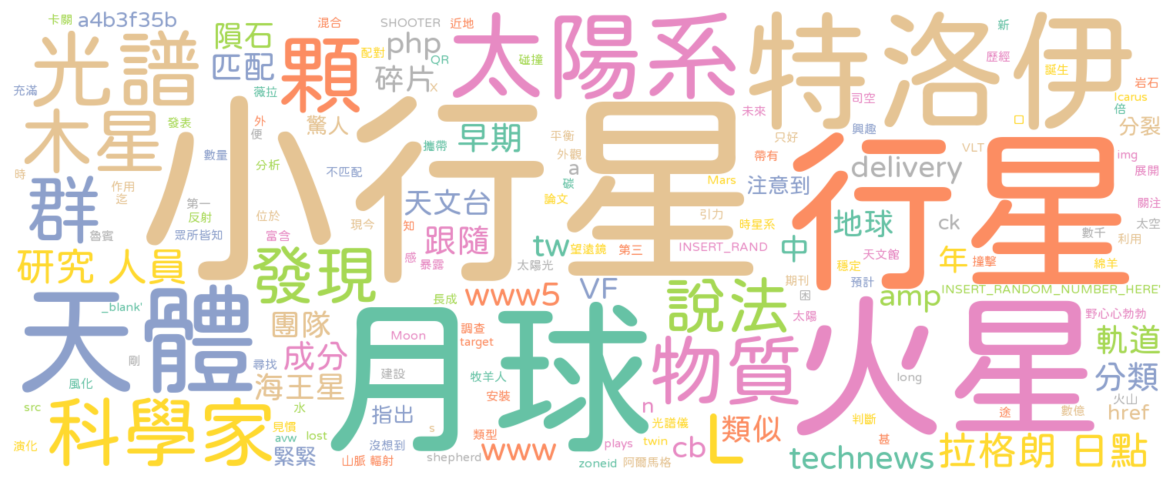 卡關 a4b3f35b 混合 SHOOTER 近地 新
光譜 隕石 顆 配對 php QR 太陽系 特洛伊 歷經 誕生
匹配 碎片 x 碰撞 岩石
充滿 薇拉 司空 Icarus 倍
木星 發表 外 便 驚人 小行星 未來 興趣 分裂
數量 攜帶 早期 平衡 只好 VLT
分析 不匹配 外觀 a 帶有 行星 delivery img 展開
群 作用 迄 時 碳 論文 Mars 注意到
第一 反射 位於 現今 天文台 引力 地球 ck 關注 太空
魯賓 眾所皆知 富含 知 跟隨 tw 望遠鏡 第三 時星系 INSERT_RAND 中 天文館 數千 利用
研究 人員 發現 感 暴露 太陽光 期刊 穩定 年 撞擊 綿羊
_blank' 長成 www5 VF 說法 困 預計 amp INSERT_RANDOM_NUMBER_HERE'
天體 團隊 月球 Moon 調查 target 太陽 火星 野心心勃勃
剛 成分 物質 軌道
風化 尋找 海王星 建設 牧羊人 long 分類
src 水 安裝 指出 n 火山 數億 href
科學家 見慣 類型 光譜儀 L 類似 判斷 途
演化 avw lost 沒想到 s www plays twin cb 甚 拉格朗 日點
緊緊 山脈 輻射 shepherd zoneid 阿爾馬格 technews